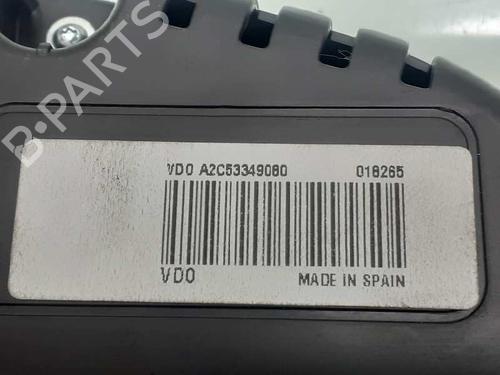 B-PARTS
VDO A2C53349080 018265
VDO MADE IN SPAIN